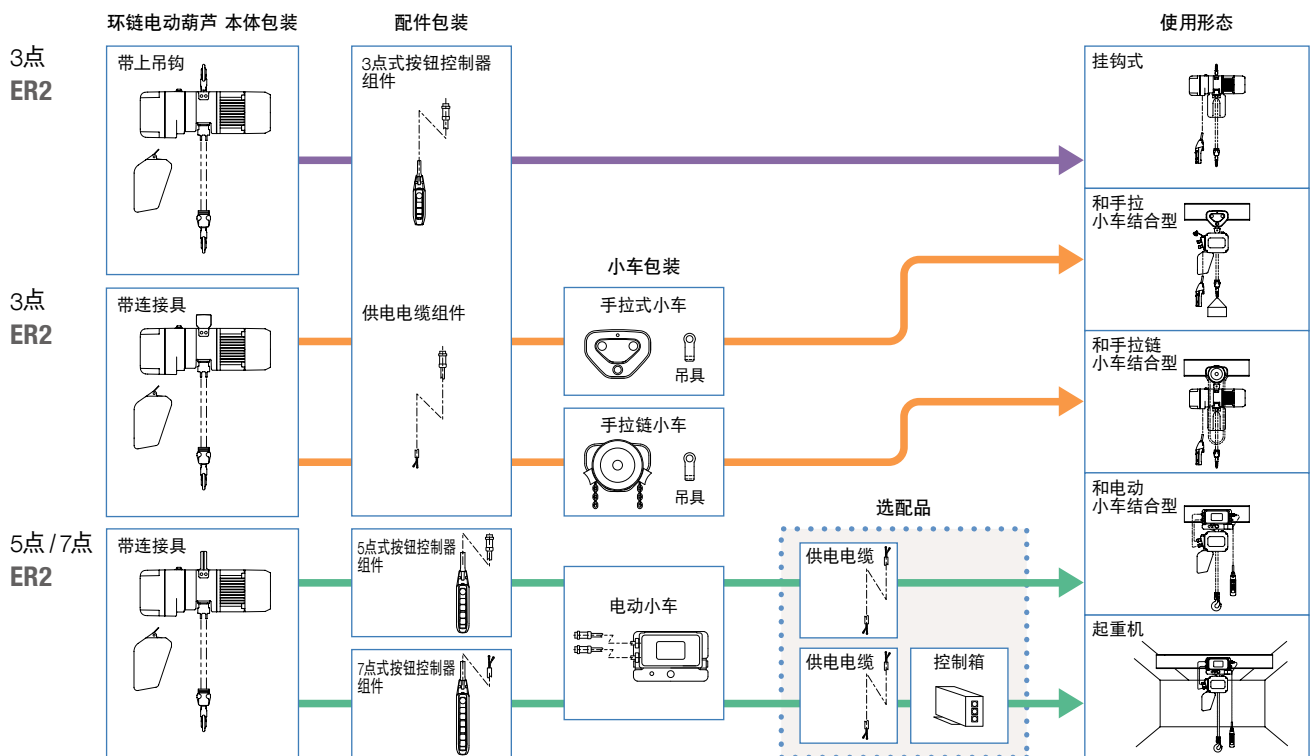 环链电动葫芦 本体包装
配件包装
使用形态
3点
ER2
带上吊钩
3点式按钮控制器
组件
挂钩式
和手拉
小车结合型
小车包装
3点
ER2
带连接具
供电电缆组件
手拉式小车
吊具
和手拉链
小车结合型
手拉链小车
吊具
选配品
和电动
小车结合型
5点 / 7点
ER2
带连接具
5点式按钮控制器
组件
供电电缆
电动小车
起重机
7点式按钮控制器
组件
供电电缆
控制箱